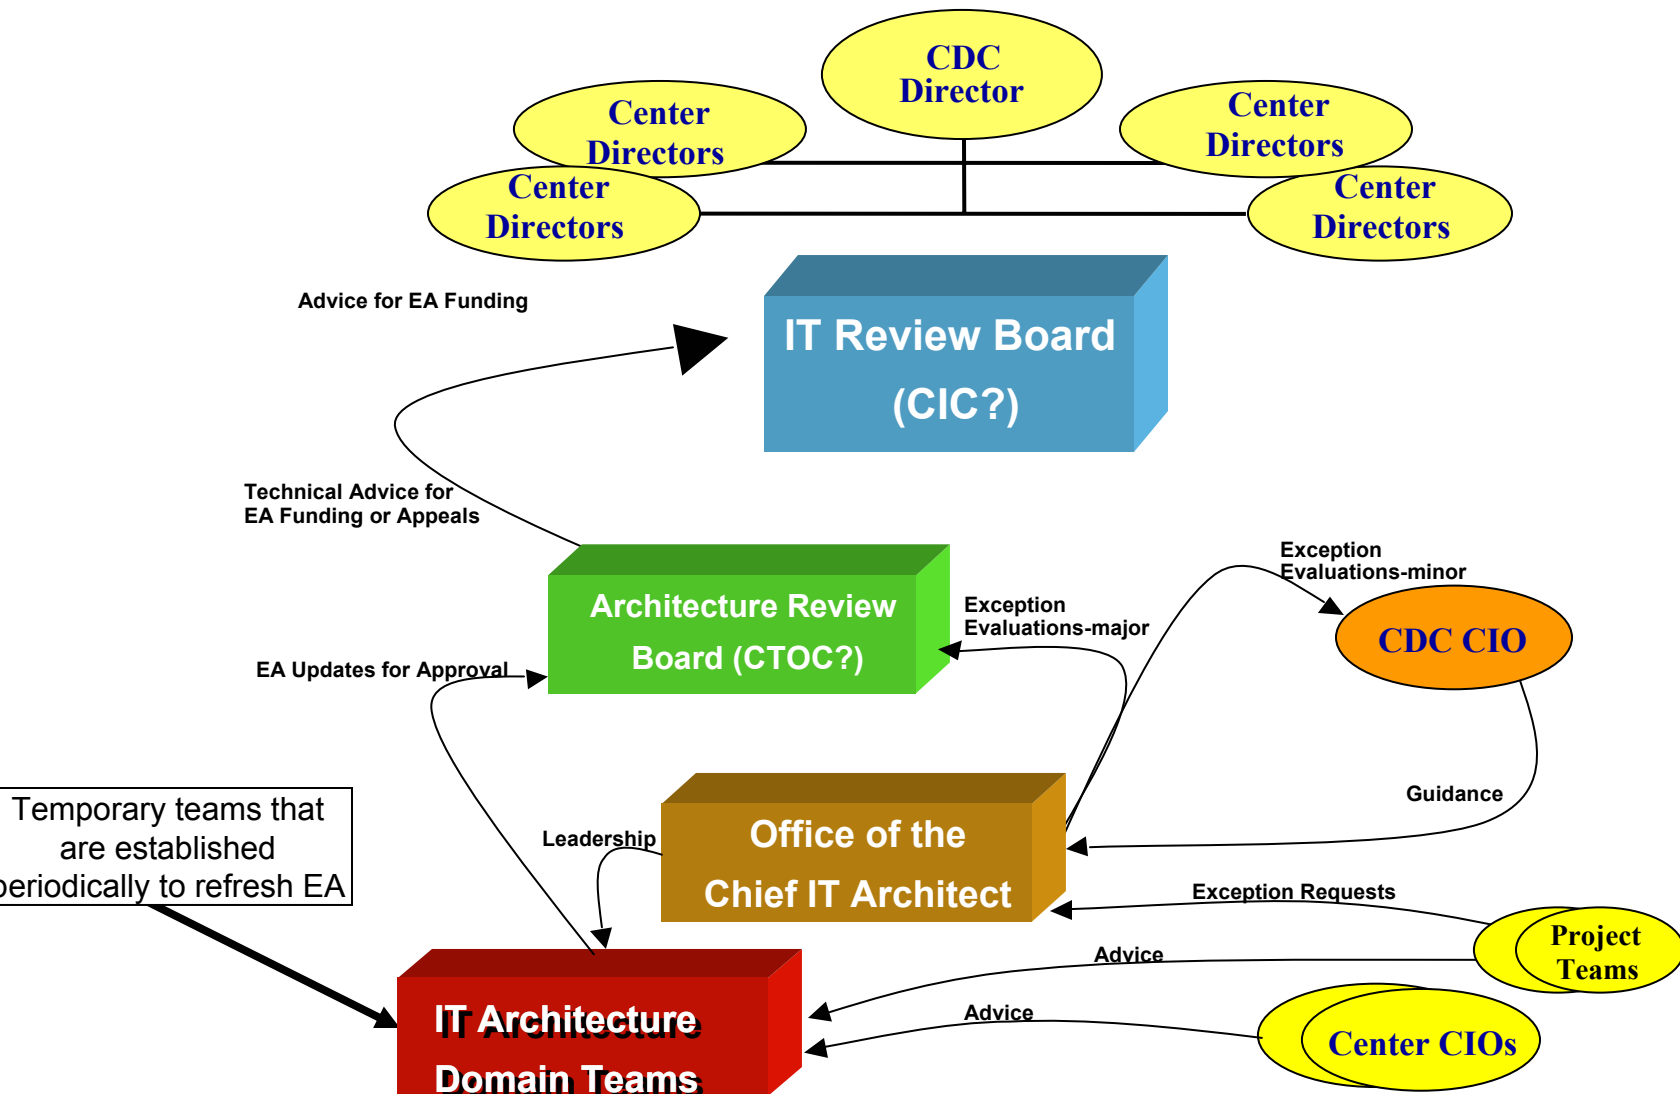 CDC
Director
Center
Directors
Center
Directors
Center
Directors
Center
Directors
Advice for EA Funding
IT Review Board
(CIC?)
Technical Advice for
EA Funding or Appeals
Exception
Evaluations-minor
Architecture Review
Board (CTOC?)
Exception
Evaluations-major
CDC CIO
EA Updates for Approval
Temporary teams that
are established
periodically to refresh EA
Leadership
Office of the
Chief IT Architect
Guidance
Exception Requests
Project
Teams
Advice
Advice
IT Architecture
Domain Teams
Center CIOs